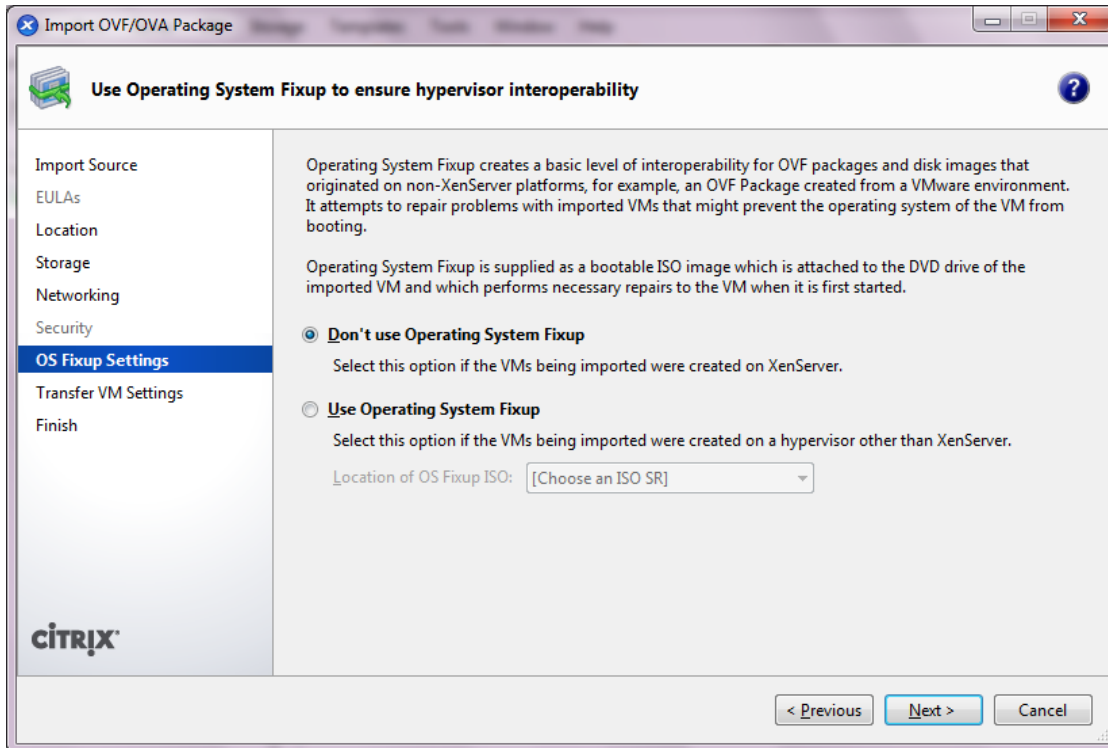 Import OVF/OVA Package
Storage Templates Tools Window Help
Use Operating System Fixup to ensure hypervisor interoperability
?
Import Source
EULAs
Location
Storage
Networking
Security
OS Fixup Settings
Transfer VM Settings
Finish
CITRIX
Operating System Fixup creates a basic level of interoperability for OVF packages and disk images that
originated on non-XenServer platforms, for example, an OVF Package created from a VMware environment.
It attempts to repair problems with imported VMs that might prevent the operating system of the VM from
booting.
Operating System Fixup is supplied as a bootable ISO image which is attached to the DVD drive of the
imported VM and which performs necessary repairs to the VM when it is first started.
Don't use Operating System Fixup
Select this option if the VMs being imported were created on XenServer.
Use Operating System Fixup
Select this option if the VMs being imported were created on a hypervisor other than XenServer.
Location of OS Fixup ISO: [Choose an ISO SR]
< Previous Next > Cancel